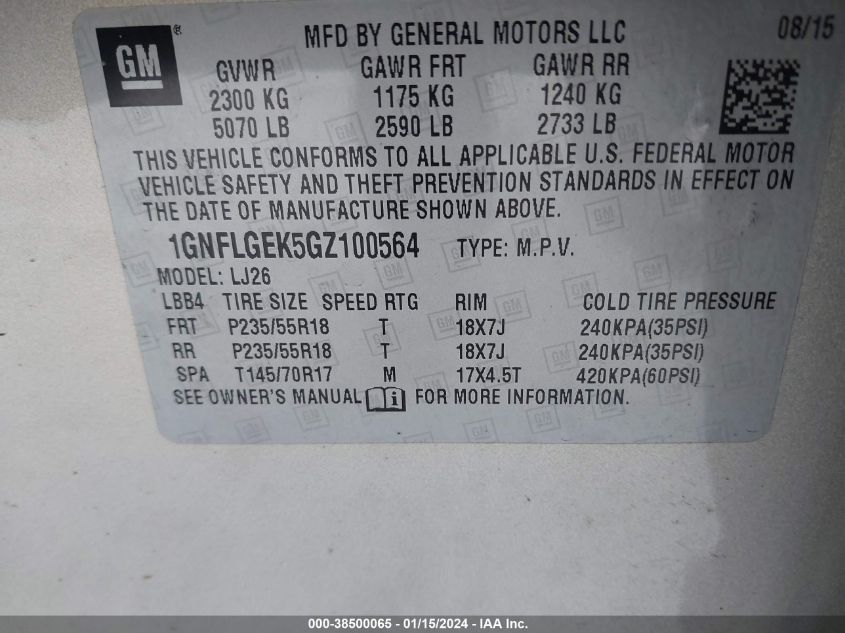 GM®
MFD BY GENERAL MOTORS LLC 08/15
GVWR GAWR FRT GAWR RR
2300 KG 1175 KG 1240 KG
5070 LB 2590 LB 2733 LB
THIS VEHICLE CONFORMS TO ALL APPLICABLE U.S. FEDERAL MOTOR
VEHICLE SAFETY AND THEFT PREVENTION STANDARDS IN EFFECT ON
THE DATE OF MANUFACTURE SHOWN ABOVE.
1GNFLGEK5GZ100564 TYPE: M.P.V.
MODEL: LJ26
LBB4 TIRE SIZE SPEED RTG RIM COLD TIRE PRESSURE
FRT P235/55R18 T 18X7J 240KPA(35PSI)
RR P235/55R18 T 18X7J 240KPA(35PSI)
SPA T145/70R17 M 17X4.5T 420KPA(60PSI)
SEE OWNER'S MANUAL i FOR MORE INFORMATION.
000-38500065 - 01/15/2024 - IAA Inc.